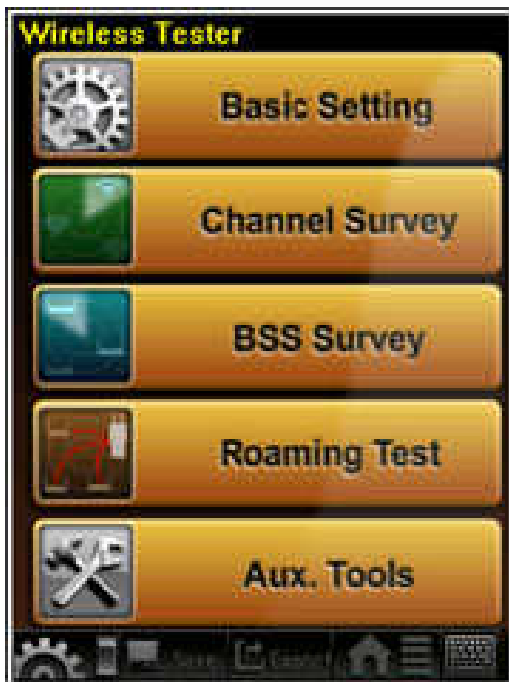 Wireless Tester
Basic Setting
Channel Survey
BSS Survey
Roaming Test
Aux. Tools